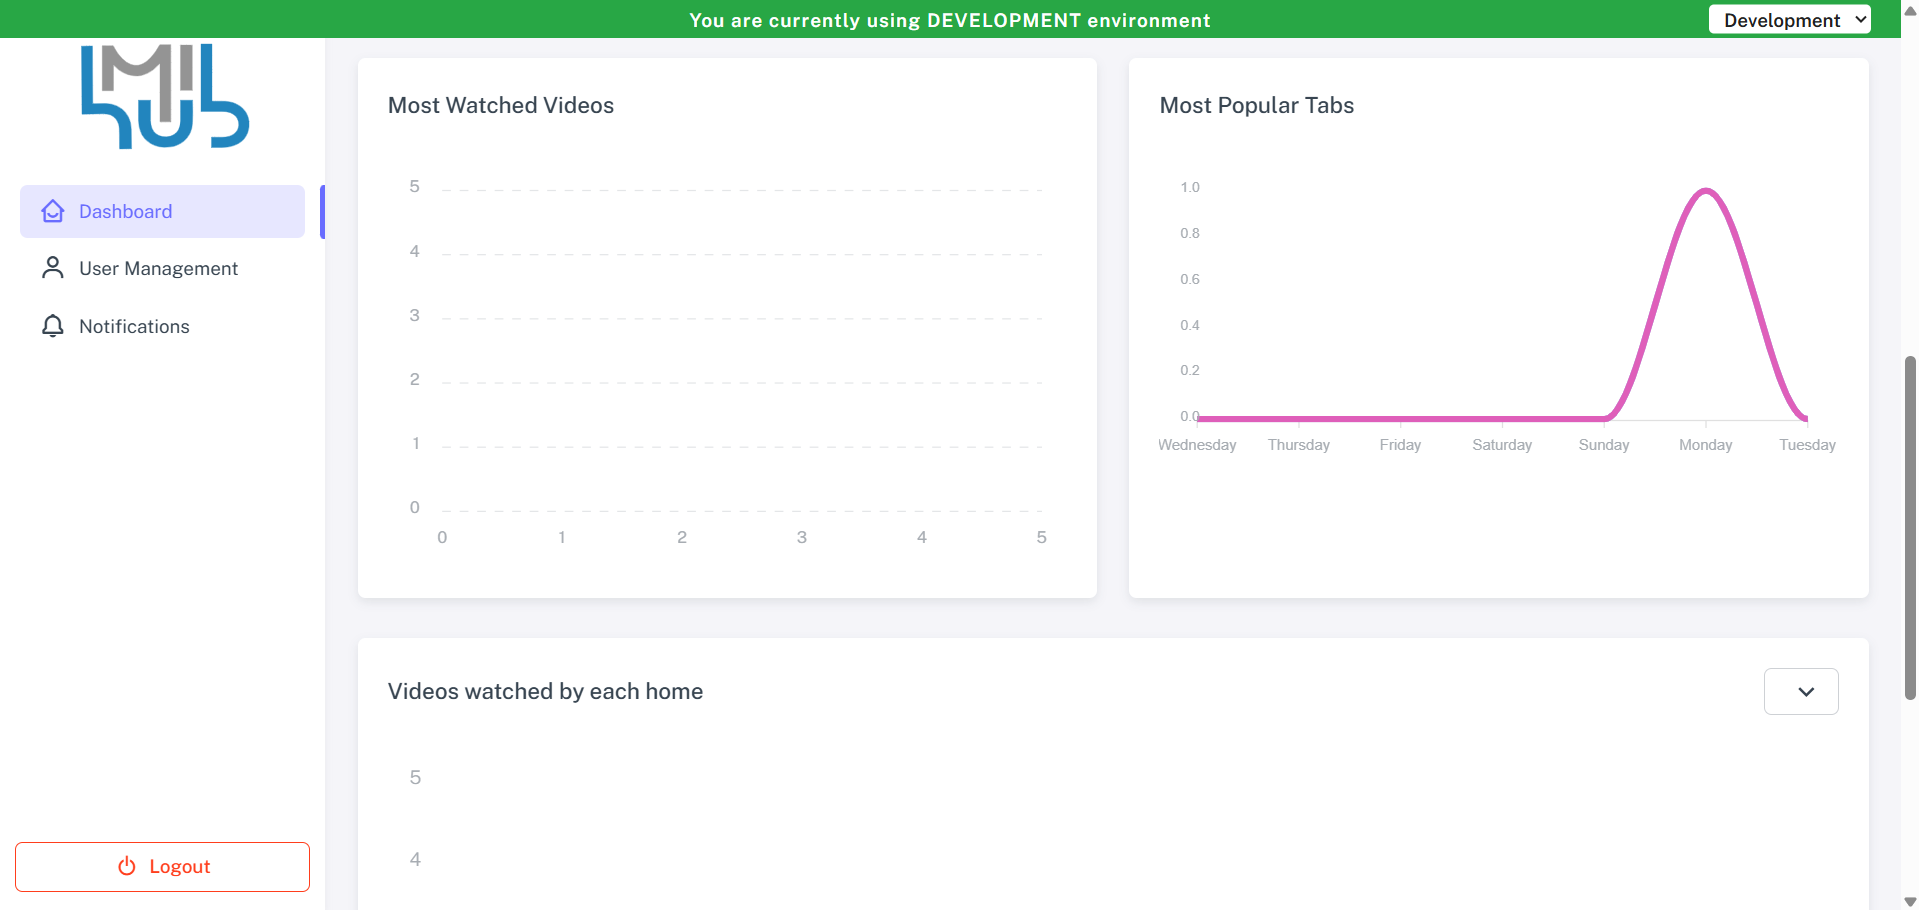 You are currently using DEVELOPMENT environment
Development
MI
hub
Dashboard
User Management
Notifications
Logout
Most Watched Videos
5
4
3
2
1
0
0 1 2 3 4 5
Most Popular Tabs
1.0
0.8
0.6
0.4
0.2
0.0
Wednesday Thursday Friday Saturday Sunday Monday Tuesday
Videos watched by each home
5
4